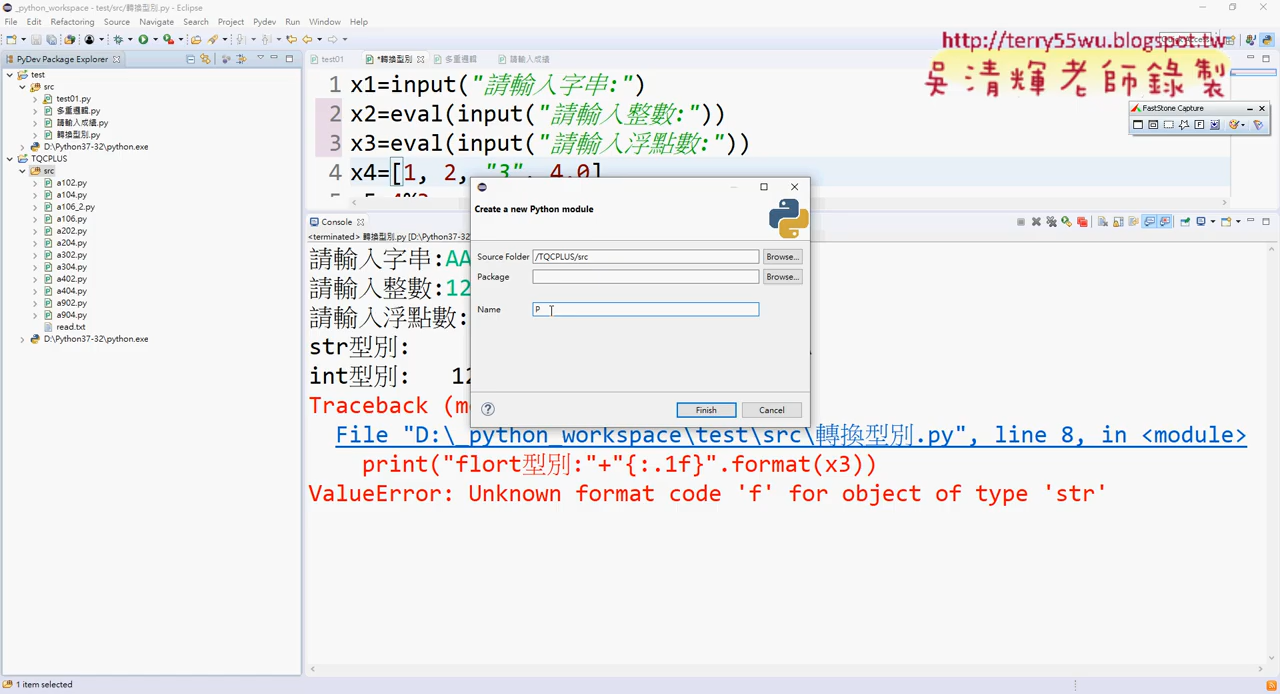 _python_workspace - test/src/轉換型別.py - Eclipse
File Edit Refactoring Source Navigate Search Project Pydev Run Window Help
http://terry55wu.blogspot.tw
吳清輝老師錄製
FastStone Capture
PyDev Package Explorer
test
src
test01.py
多重邏輯.py
請輸入成績.py
轉換型別.py
D:\Python37-32\python.exe
TQCPLUS
src
a102.py
a104.py
a106_2.py
a106.py
a202.py
a204.py
a302.py
a304.py
a402.py
a404.py
a902.py
a904.py
read.txt
D:\Python37-32\python.exe
test01 *轉換型別 多重邏輯 請輸入成績
1 x1=input("請輸入字串:")
2 x2=eval(input("請輸入整數:"))
3 x3=eval(input("請輸入浮點數:"))
4 x4=[1, 2, "3", 4.0]
Console
<terminated> 轉換型別.py [D:\Python37-32
請輸入字串:AA
請輸入整數:12
請輸入浮點數:
str型別:
int型別: 12
Traceback (m
File "D:\_python_workspace\test\src\轉換型別.py", line 8, in <module>
print("flort型別:"+"{:.1f}".format(x3))
ValueError: Unknown format code 'f' for object of type 'str'
Create a new Python module
Source Folder /TQCPLUS/src Browse...
Package Browse...
Name P
Finish Cancel
1 item selected